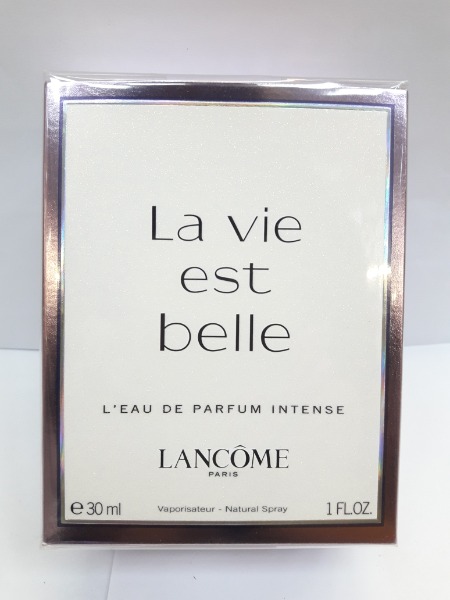 La vie
est
belle
L'EAU DE PARFUM INTENSE
LANCÔME
PARIS
e 30 ml Vaporisateur - Natural Spray 1 FL.OZ.